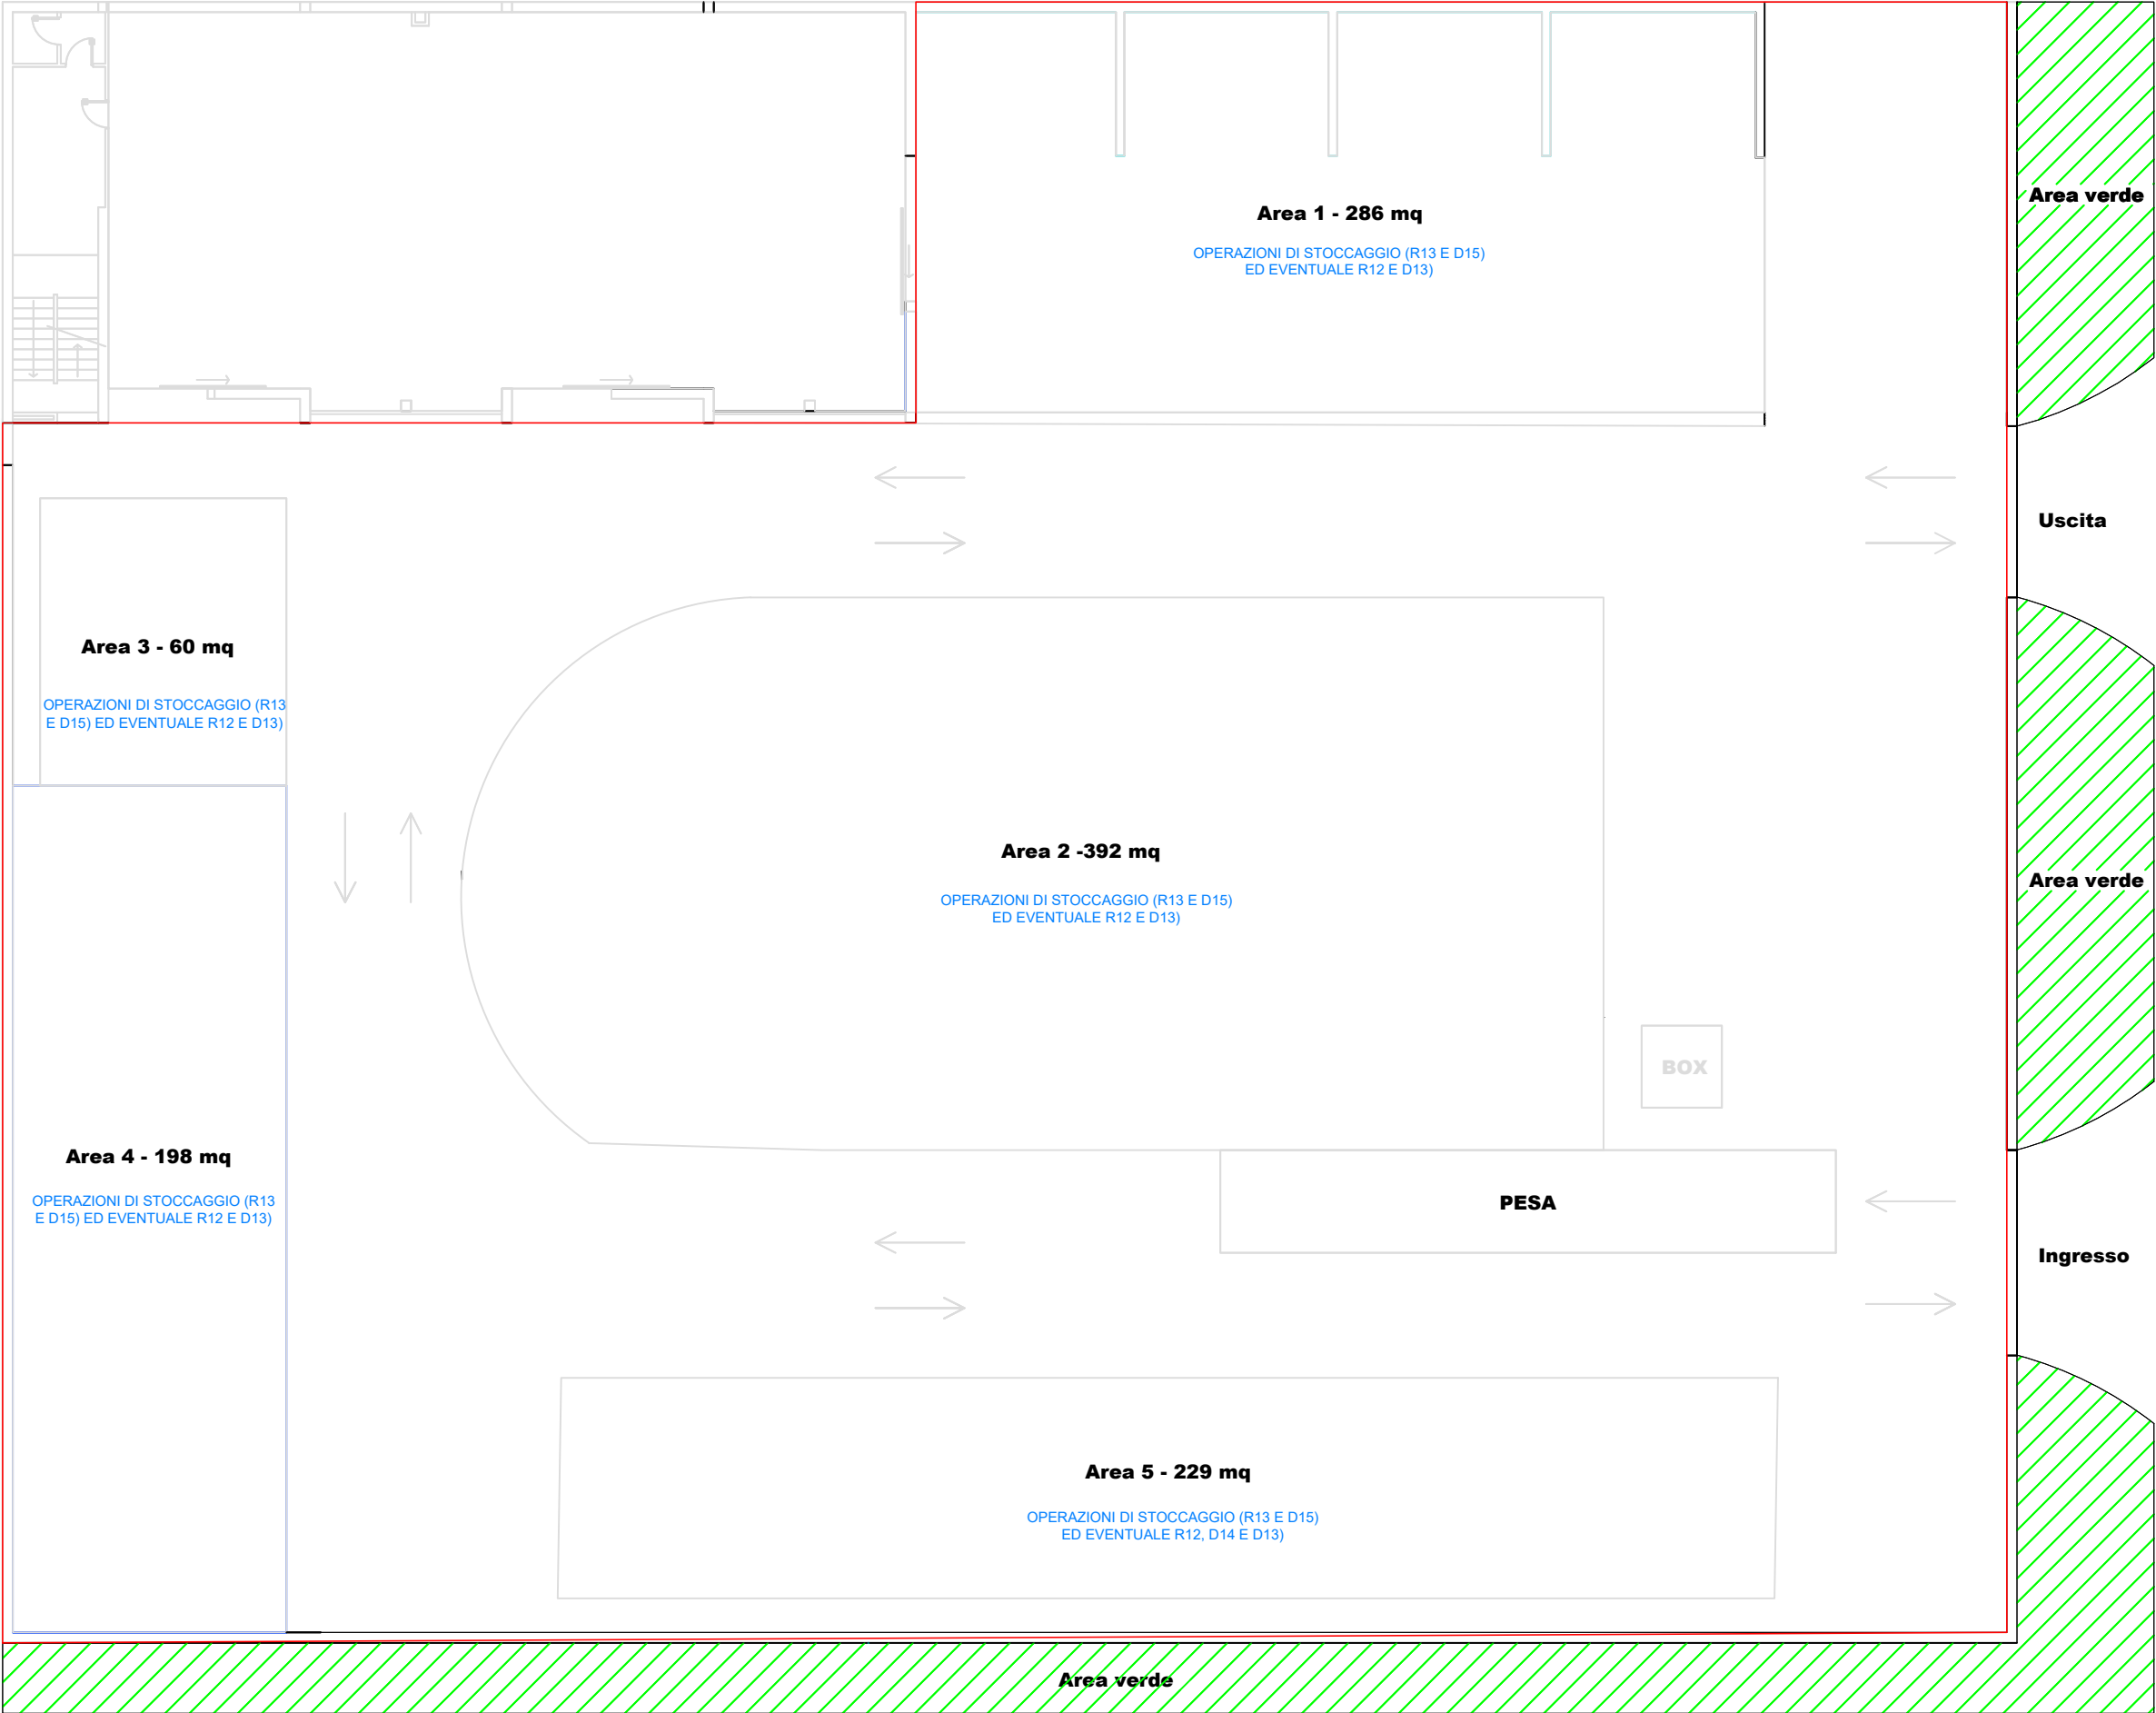 Area verde
Area 1 - 286 mq
OPERAZIONI DI STOCCAGGIO (R13 E D15)
ED EVENTUALE R12 E D13)
Uscita
Area 3 - 60 mq
OPERAZIONI DI STOCCAGGIO (R13
E D15) ED EVENTUALE R12 E D13)
Area 2 -392 mq
OPERAZIONI DI STOCCAGGIO (R13 E D15)
ED EVENTUALE R12 E D13)
Area verde
BOX
Area 4 - 198 mq
OPERAZIONI DI STOCCAGGIO (R13
E D15) ED EVENTUALE R12 E D13)
PESA
Ingresso
Area 5 - 229 mq
OPERAZIONI DI STOCCAGGIO (R13 E D15)
ED EVENTUALE R12, D14 E D13)
Area verde